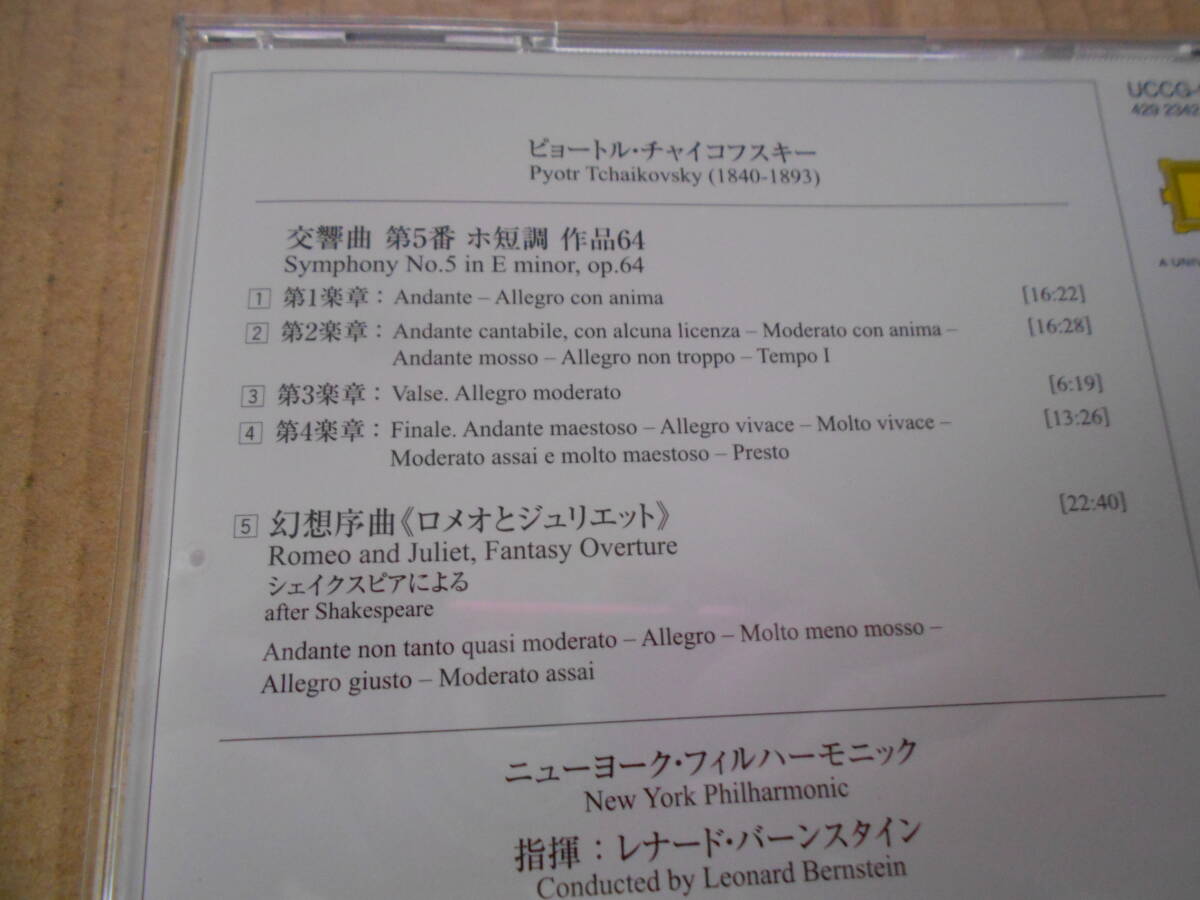 ピョートル・チャイコフスキー
Pyotr Tchaikovsky (1840-1893)
交響曲 第5番 ホ短調 作品64
Symphony No.5 in E minor, op.64
1 第1楽章：Andante – Allegro con anima [16:22]
2 第2楽章：Andante cantabile, con alcuna licenza – Moderato con anima – [16:28]
Andante mosso – Allegro non troppo – Tempo I
3 第3楽章：Valse. Allegro moderato [6:19]
4 第4楽章：Finale. Andante maestoso – Allegro vivace – Molto vivace – [13:26]
Moderato assai e molto maestoso – Presto
5 幻想序曲《ロメオとジュリエット》 [22:40]
Romeo and Juliet, Fantasy Overture
シェイクスピアによる
after Shakespeare
Andante non tanto quasi moderato – Allegro – Molto meno mosso –
Allegro giusto – Moderato assai
ニューヨーク・フィルハーモニック
New York Philharmonic
指揮：レナード・バーンスタイン
Conducted by Leonard Bernstein
UCCG-
429 2342
A UNIV